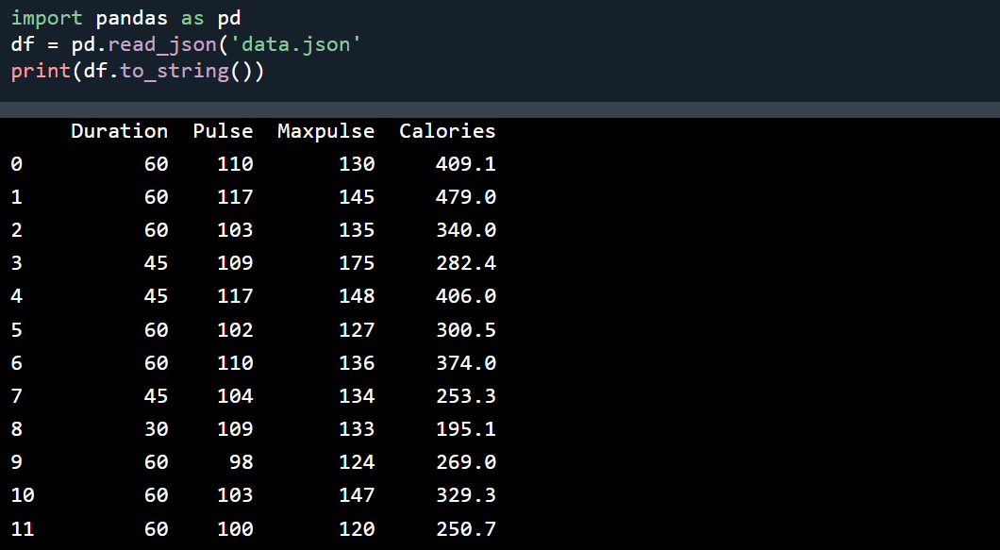 import pandas as pd
df = pd.read_json('data.json'
print(df.to_string())
Duration Pulse Maxpulse Calories
0 60 110 130 409.1
1 60 117 145 479.0
2 60 103 135 340.0
3 45 109 175 282.4
4 45 117 148 406.0
5 60 102 127 300.5
6 60 110 136 374.0
7 45 104 134 253.3
8 30 109 133 195.1
9 60 98 124 269.0
10 60 103 147 329.3
11 60 100 120 250.7